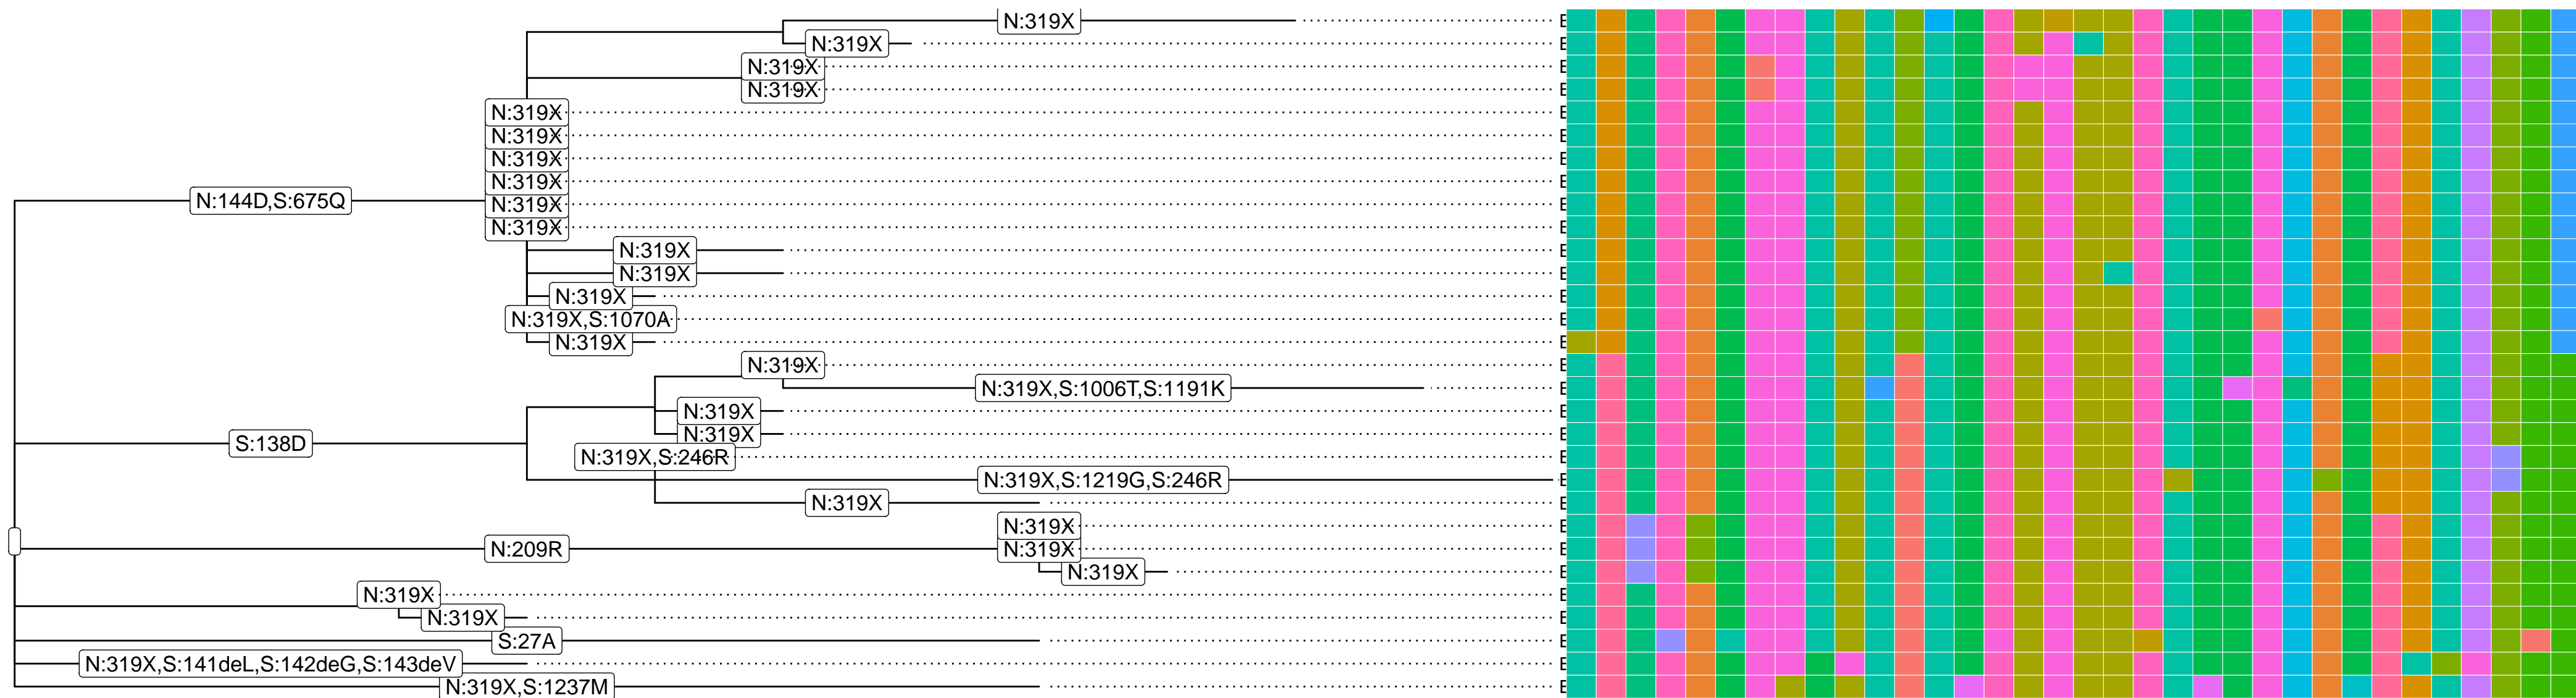 N:319X
E
N:319X
E
N:319X
E
N:319X
E
N:319X
E
N:319X
E
N:319X
E
N:319X
E
N:144D,S:675Q
N:319X
E
N:319X
E
N:319X
E
N:319X
E
N:319X
E
N:319X,S:1070A
E
N:319X
E
N:319X
E
N:319X,S:1006T,S:1191K
E
N:319X
E
N:319X
E
S:138D
N:319X,S:246R
E
N:319X,S:1219G,S:246R
E
N:319X
E
N:319X
E
N:209R
N:319X
E
N:319X
E
N:319X
E
N:319X
E
S:27A
E
N:319X,S:141deL,S:142deG,S:143deV
E
N:319X,S:1237M
E